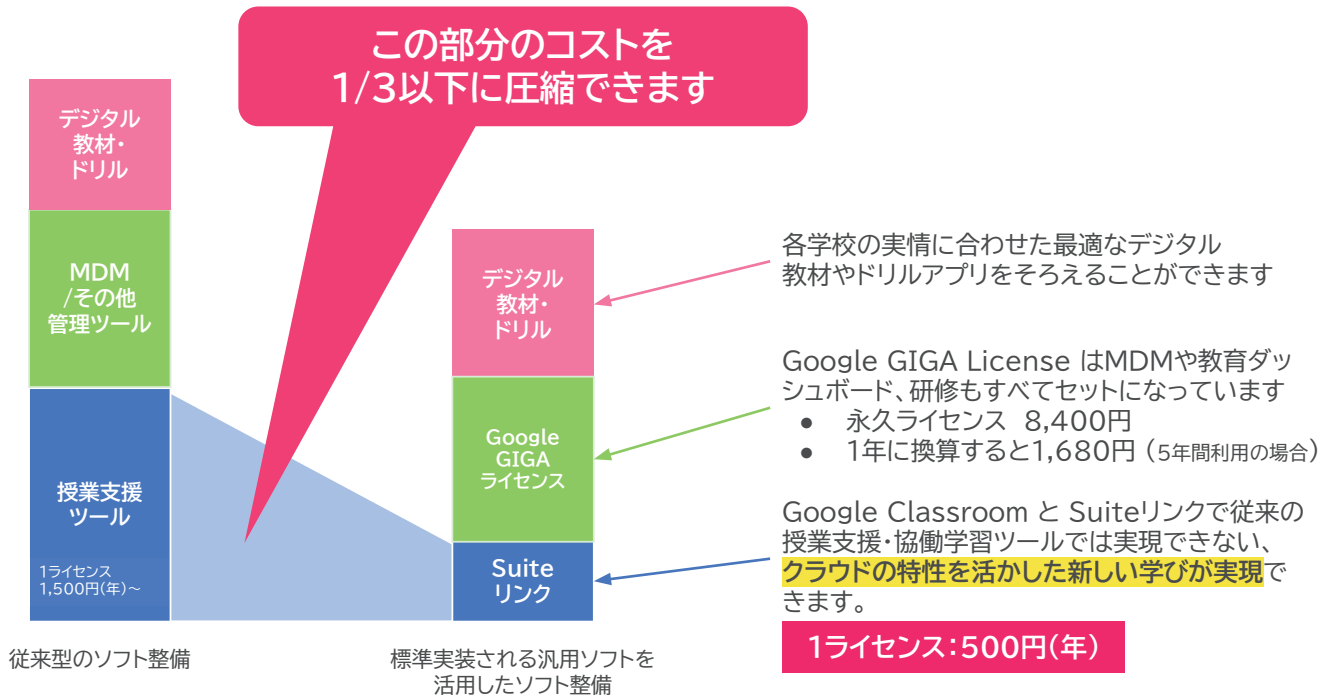 この部分のコストを
1/3以下に圧縮できます
デジタル
教材・
ドリル
MDM
/その他
管理ツール
授業支援
ツール
1ライセンス
1,500円(年)～
従来型のソフト整備
デジタル
教材・
ドリル
Google
GIGA
ライセンス
Suite
リンク
標準実装される汎用ソフトを
活用したソフト整備
各学校の実情に合わせた最適なデジタル
教材やドリルアプリをそろえることができます
Google GIGA License はMDMや教育ダッ
シュボード、研修もすべてセットになっています
● 永久ライセンス 8,400円
● 1年に換算すると1,680円 (5年間利用の場合)
Google Classroom と Suiteリンクで従来の
授業支援・協働学習ツールでは実現できない、
クラウドの特性を活かした新しい学びが実現で
きます。
1ライセンス：500円(年)